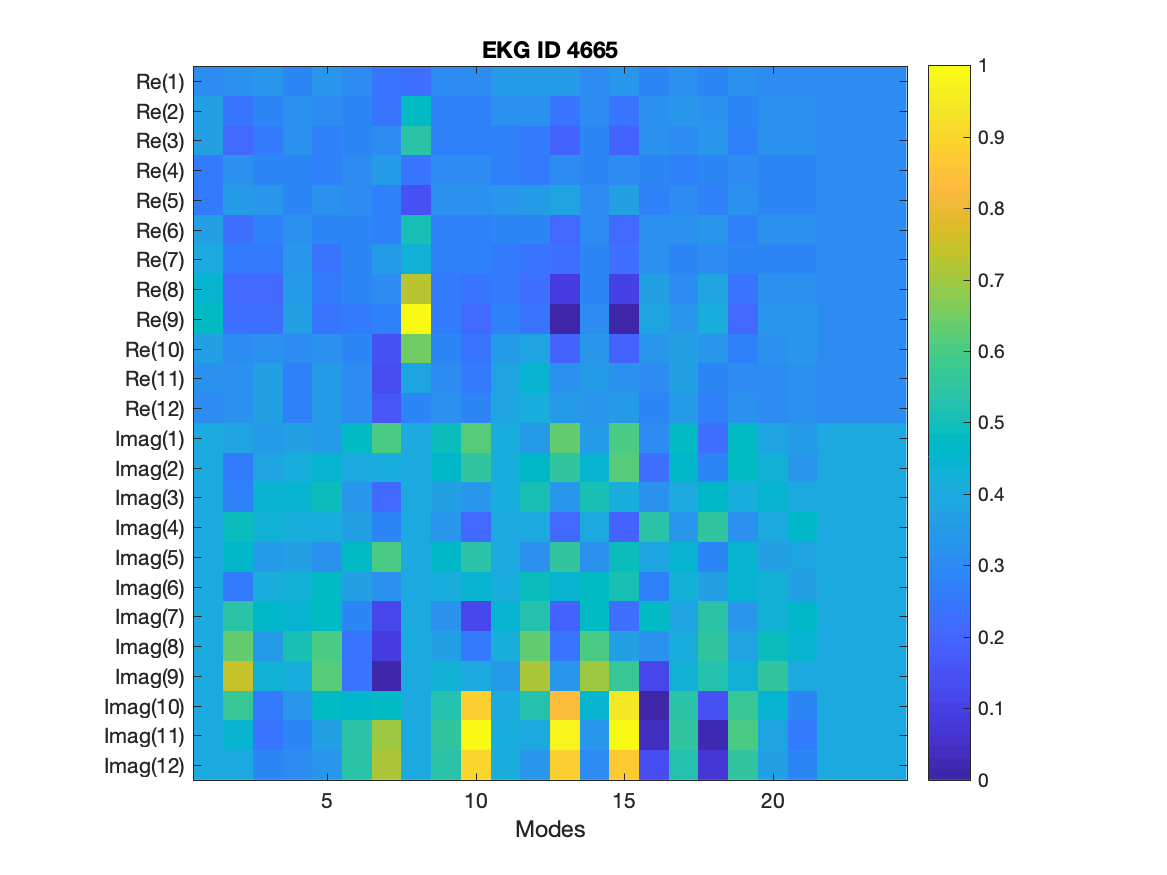 EKG ID 4665
Re(1)
Re(2)
Re(3)
Re(4)
Re(5)
Re(6)
Re(7)
Re(8)
Re(9)
Re(10)
Re(11)
Re(12)
Imag(1)
Imag(2)
Imag(3)
Imag(4)
Imag(5)
Imag(6)
Imag(7)
Imag(8)
Imag(9)
Imag(10)
Imag(11)
Imag(12)
5 10 15 20
Modes
1
0.9
0.8
0.7
0.6
0.5
0.4
0.3
0.2
0.1
0